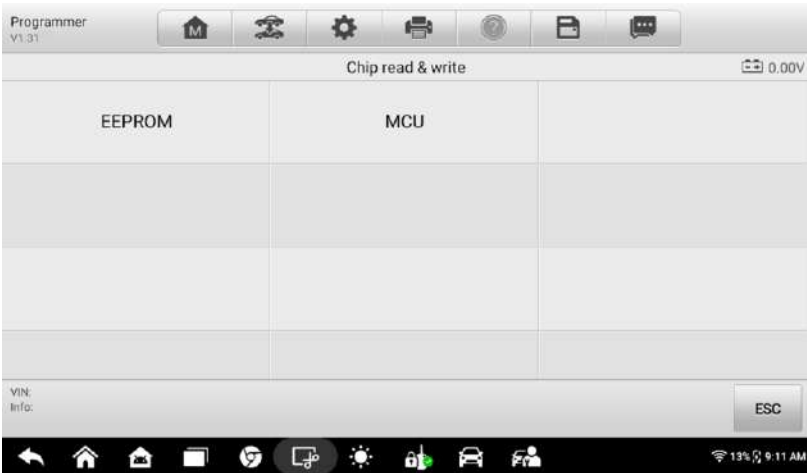 Programmer
V1.31
M
Chip read & write
0.00V
EEPROM
MCU
VIN:
Info:
ESC
13% 9:11 AM